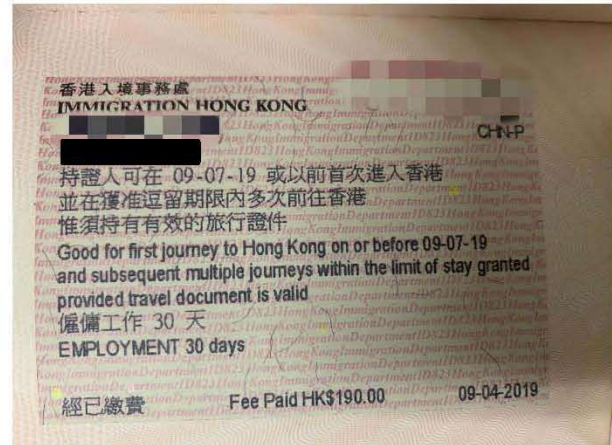 香港入境事務處
IMMIGRATION HONG KONG
CHN-P
持證人可在 09-07-19 或以前首次進入香港
並在獲准逗留期限內多次前往香港
惟須持有有效的旅行證件
Good for first journey to Hong Kong on or before 09-07-19
and subsequent multiple journeys within the limit of stay granted
provided travel document is valid
僱傭工作 30 天
EMPLOYMENT 30 days
經已繳費 Fee Paid HK$190.00 09-04-2019